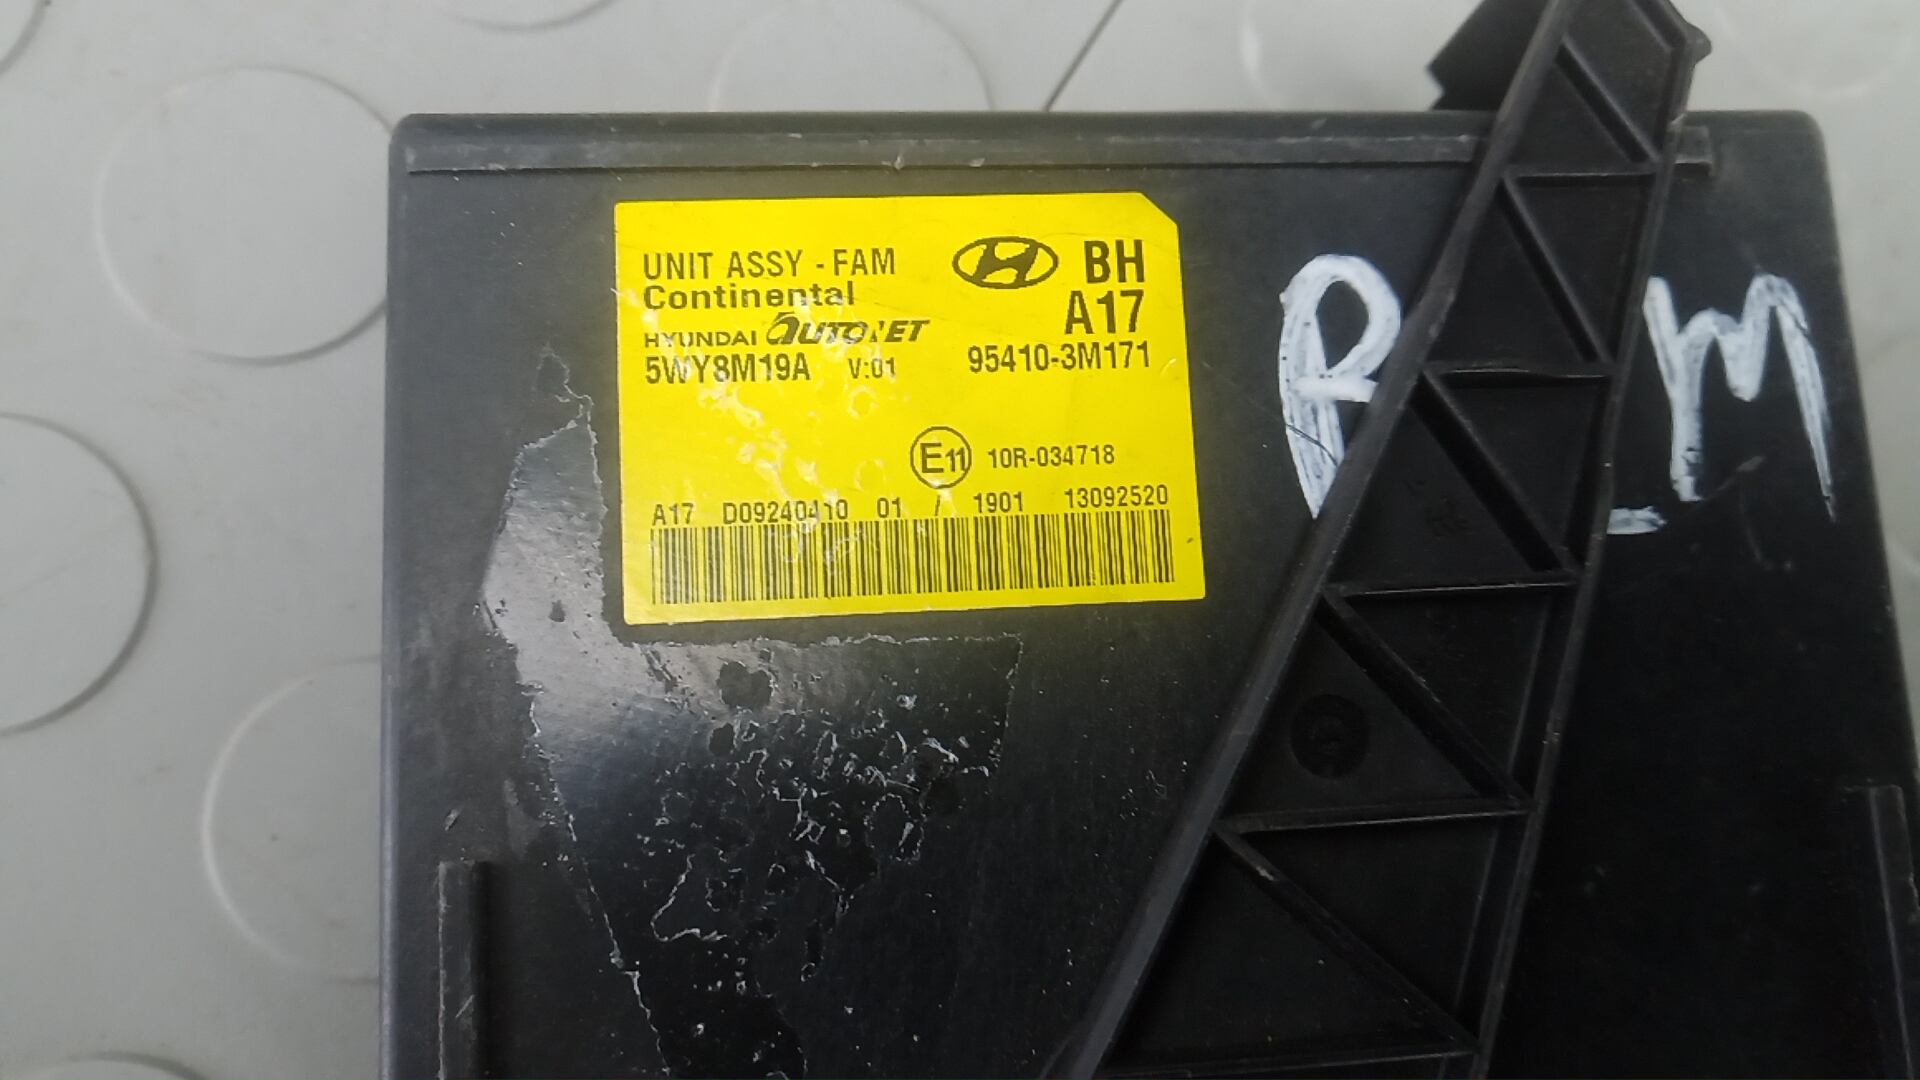 UNIT ASSY - FAM
Continental
HYUNDAI AUTONET
5WY8M19A V:01
BH
A17
95410-3M171
E11 10R-034718
A17 D09240410 01 / 1901 13092520